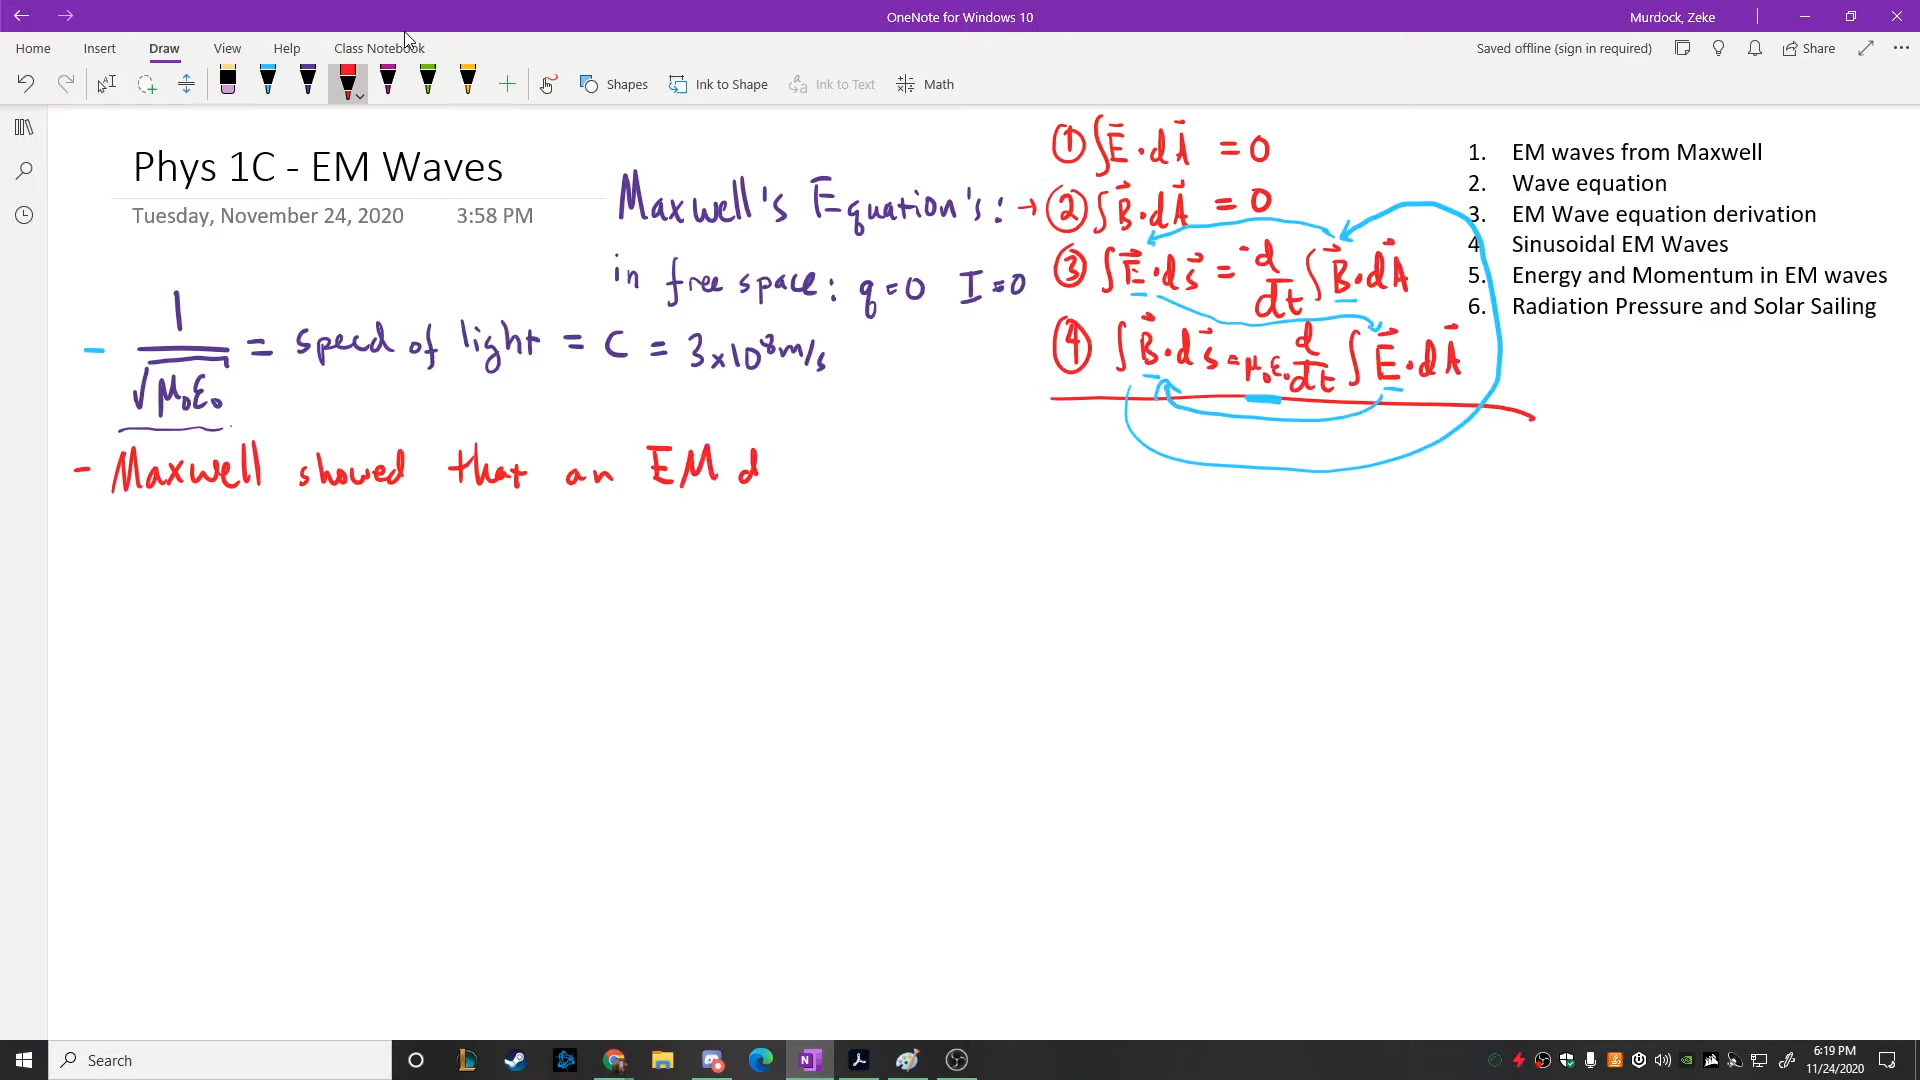 OneNote for Windows 10
Murdock, Zeke
Home Insert Draw View Help Class Notebook
Saved offline (sign in required) Share
Shapes Ink to Shape Ink to Text Math
Phys 1C - EM Waves
Tuesday, November 24, 2020 3:58 PM
Maxwell's Equation's: →
in free space: q=0 I=0
① ∫E⃗·dA⃗ = 0
② ∫B⃗·dA⃗ = 0
③ ∫E⃗·ds⃗ = -d/dt ∫B⃗·dA⃗
④ ∫B⃗·ds⃗ = μ₀ε₀ d/dt ∫E⃗·dA⃗
1. EM waves from Maxwell
2. Wave equation
3. EM Wave equation derivation
4. Sinusoidal EM Waves
5. Energy and Momentum in EM waves
6. Radiation Pressure and Solar Sailing
- 1/√μ₀ε₀ = speed of light = c = 3×10⁸m/s
- Maxwell showed that an EM d
Search
6:19 PM
11/24/2020